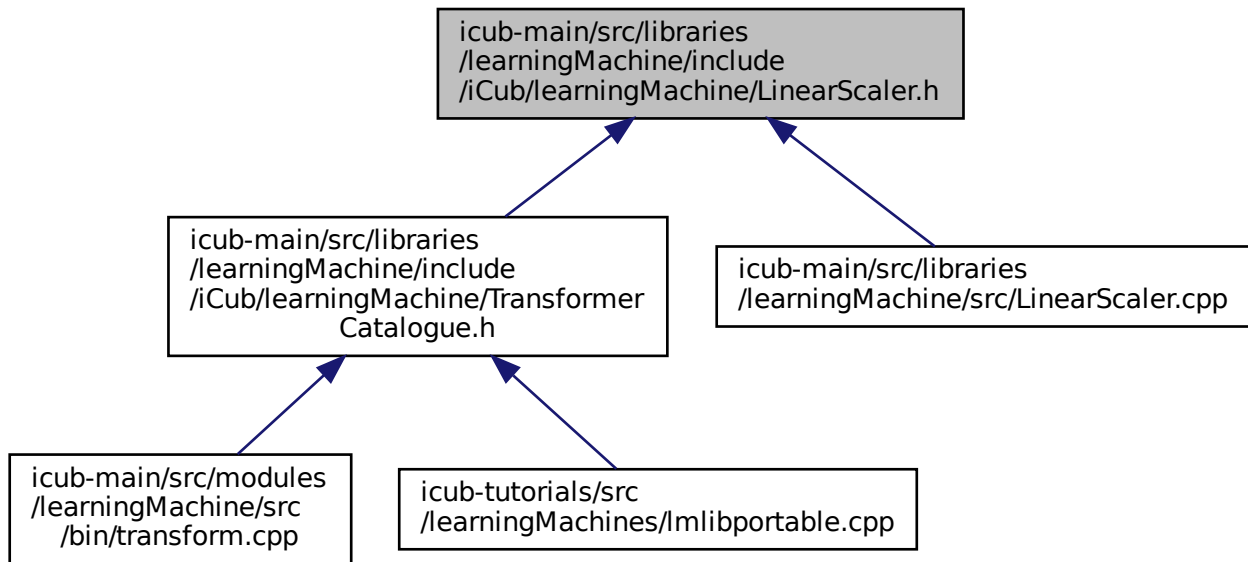 icub-main/src/libraries
/learningMachine/include
/iCub/learningMachine/LinearScaler.h
icub-main/src/libraries
/learningMachine/include
/iCub/learningMachine/Transformer
Catalogue.h
icub-main/src/libraries
/learningMachine/src/LinearScaler.cpp
icub-main/src/modules
/learningMachine/src
/bin/transform.cpp
icub-tutorials/src
/learningMachines/lmlibportable.cpp